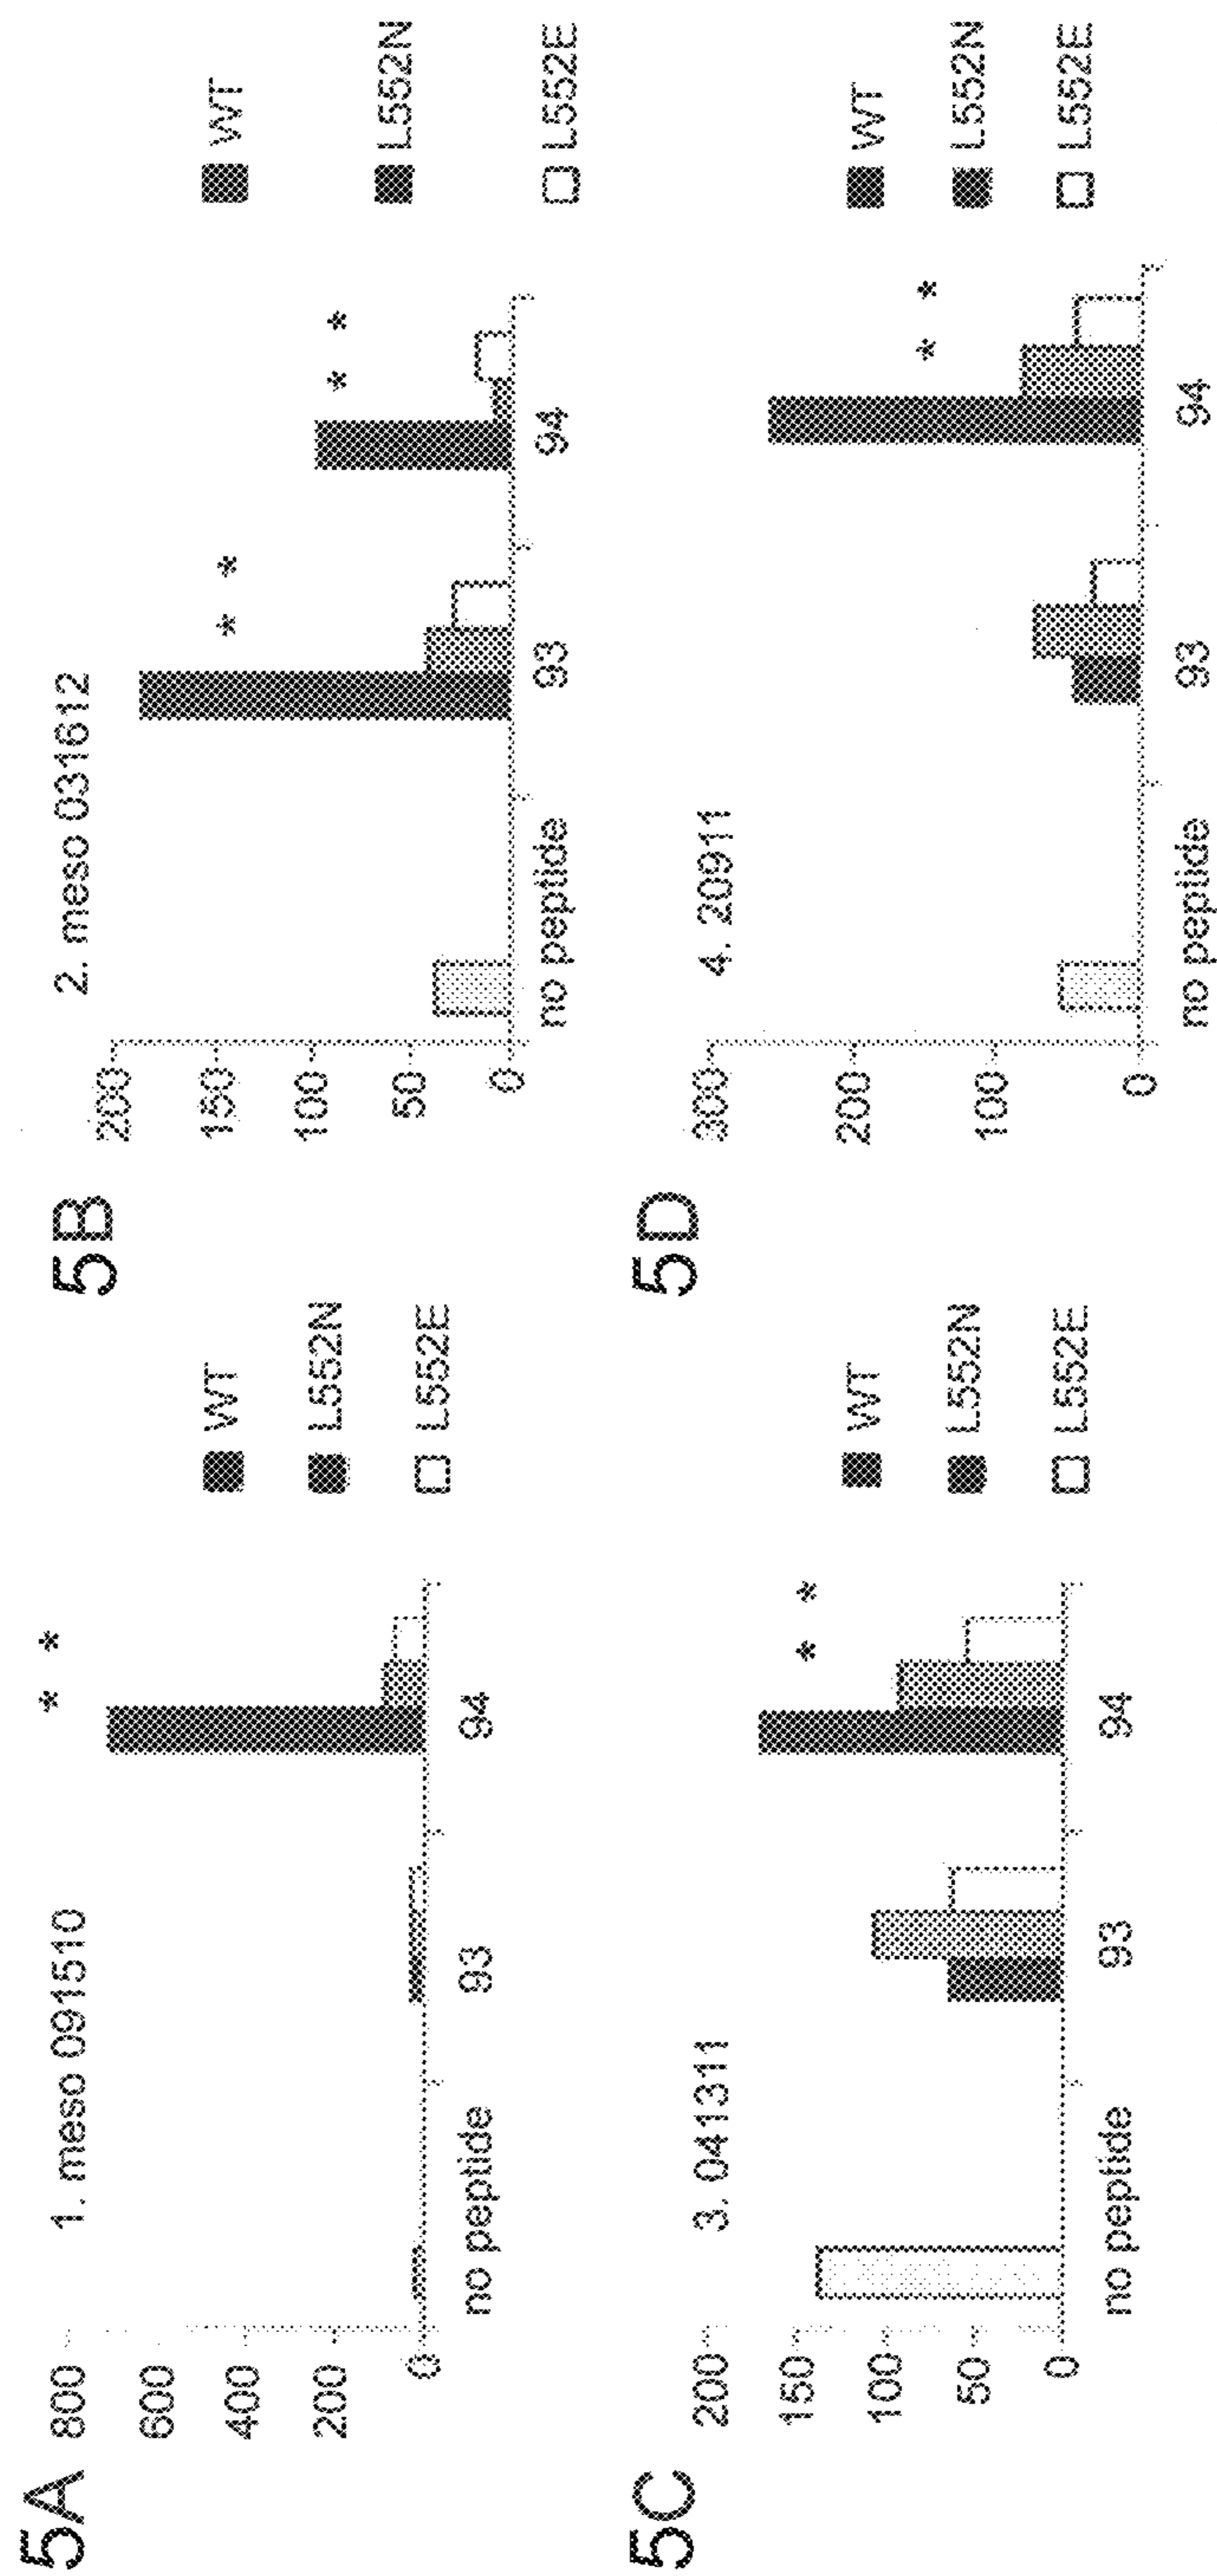 5A
1. meso 091510
* *
800
600
400
200
0
no peptide
93
94
WT
L552N
L552E
5B
2. meso 031612
* *
* *
200
150
100
50
0
no peptide
93
94
WT
L552N
L552E
5C
3. 041311
* *
200
150
100
50
0
no peptide
93
94
WT
L552N
L552E
5D
4. 20911
* *
300
200
100
0
no peptide
93
94
WT
L552N
L552E